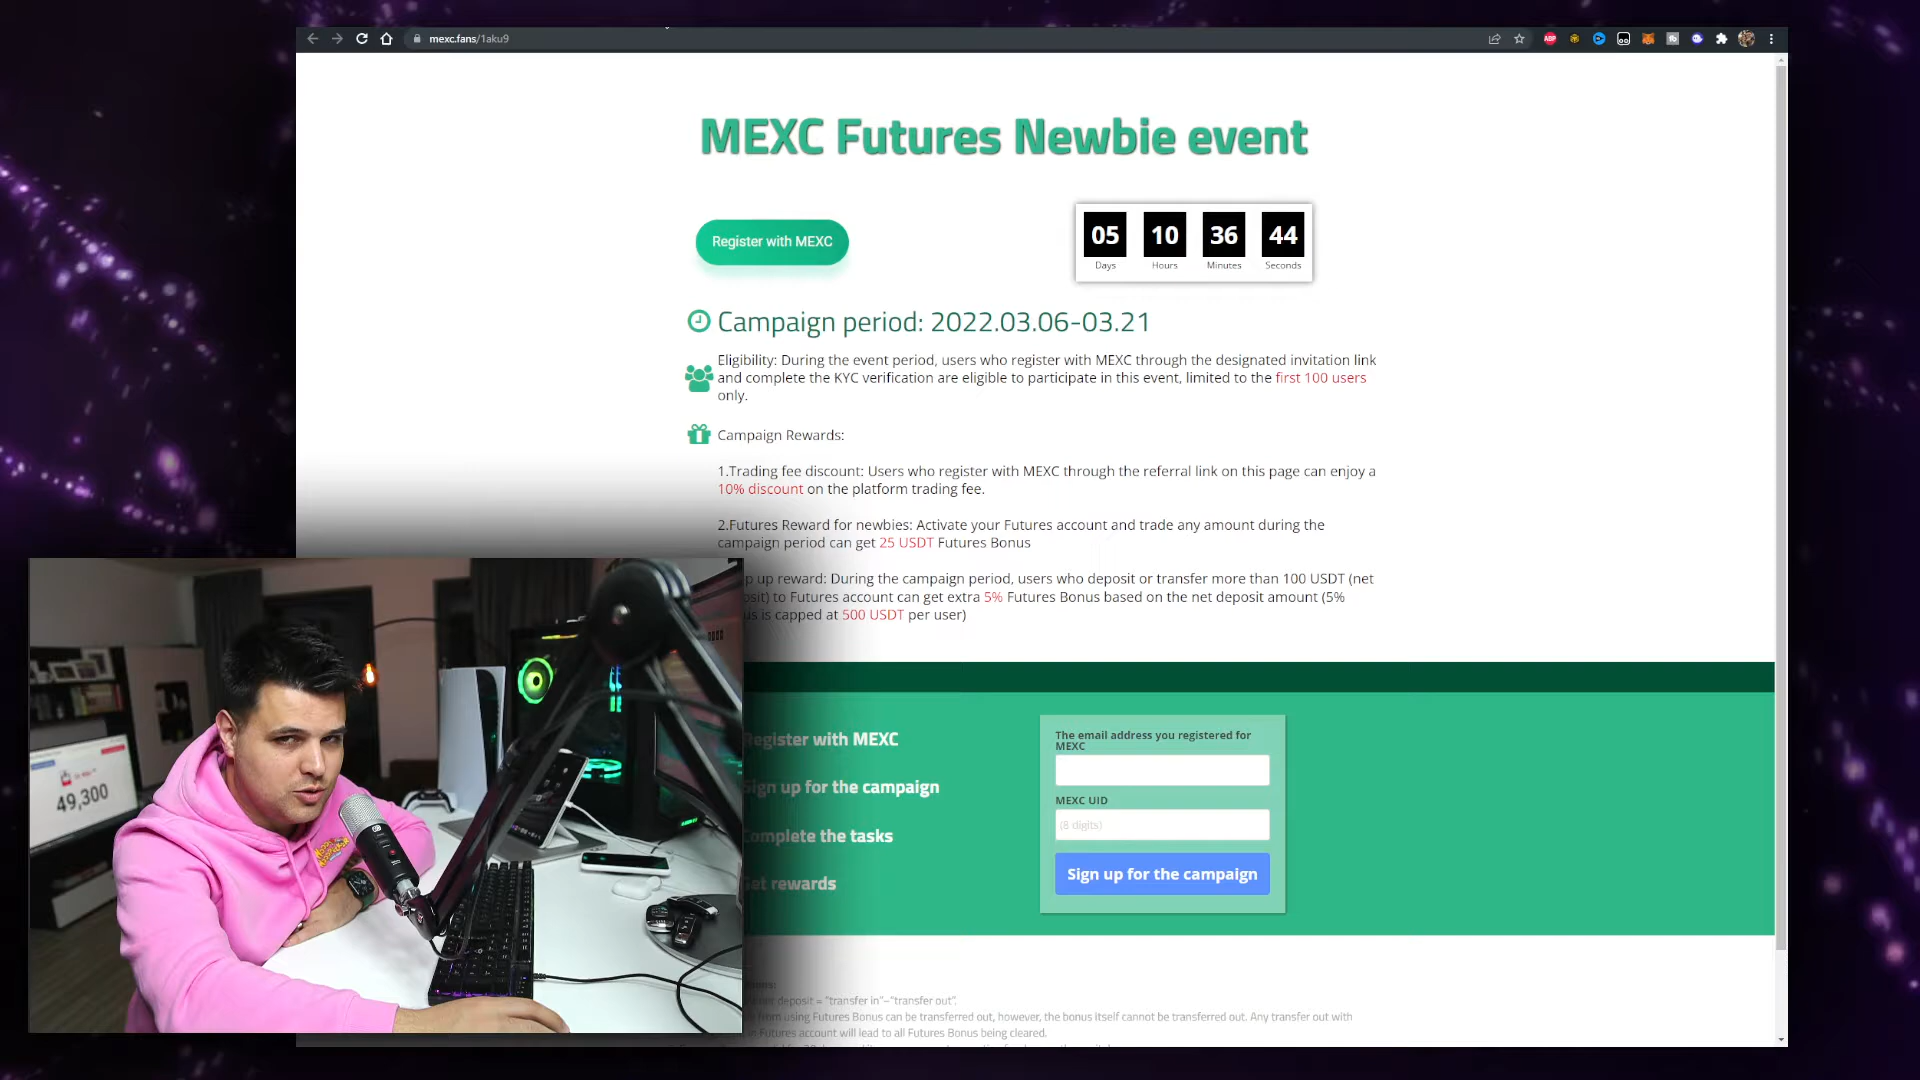 mexc.fans/1aku9
MEXC Futures Newbie event
Register with MEXC
05 10 36 44
Days Hours Minutes Seconds
Campaign period: 2022.03.06-03.21
Eligibility: During the event period, users who register with MEXC through the designated invitation link
and complete the KYC verification are eligible to participate in this event, limited to the first 100 users
only.
Campaign Rewards:
1.Trading fee discount: Users who register with MEXC through the referral link on this page can enjoy a
10% discount on the platform trading fee.
2.Futures Reward for newbies: Activate your Futures account and trade any amount during the
campaign period can get 25 USDT Futures Bonus
up reward: During the campaign period, users who deposit or transfer more than 100 USDT (net
to Futures account can get extra 5% Futures Bonus based on the net deposit amount (5%
is capped at 500 USDT per user)
Register with MEXC
Sign up for the campaign
Complete the tasks
Get rewards
The email address you registered for
MEXC
MEXC UID
(8 digits)
Sign up for the campaign
49,300
deposit = "transfer in"–"transfer out".
from using Futures Bonus can be transferred out, however, the bonus itself cannot be transferred out. Any transfer out with
Futures account will lead to all Futures Bonus being cleared.